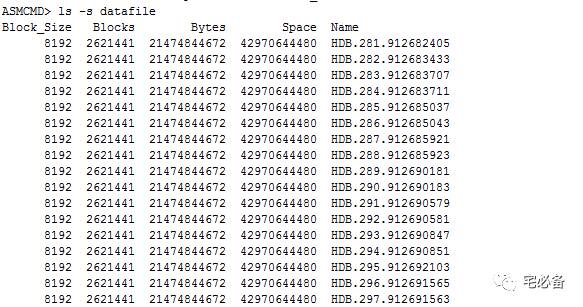 ASMCMD> ls -s datafile
Block_Size Blocks Bytes Space Name
8192 2621441 21474844672 42970644480 HDB.281.912682405
8192 2621441 21474844672 42970644480 HDB.282.912683433
8192 2621441 21474844672 42970644480 HDB.283.912683707
8192 2621441 21474844672 42970644480 HDB.284.912683711
8192 2621441 21474844672 42970644480 HDB.285.912685037
8192 2621441 21474844672 42970644480 HDB.286.912685043
8192 2621441 21474844672 42970644480 HDB.287.912685921
8192 2621441 21474844672 42970644480 HDB.288.912685923
8192 2621441 21474844672 42970644480 HDB.289.912690181
8192 2621441 21474844672 42970644480 HDB.290.912690183
8192 2621441 21474844672 42970644480 HDB.291.912690579
8192 2621441 21474844672 42970644480 HDB.292.912690581
8192 2621441 21474844672 42970644480 HDB.293.912690847
8192 2621441 21474844672 42970644480 HDB.294.912690851
8192 2621441 21474844672 42970644480 HDB.295.912692103
8192 2621441 21474844672 42970644480 HDB.296.912691565
8192 2621441 21474844672 42970644480 HDB.297.912691563
宅必备